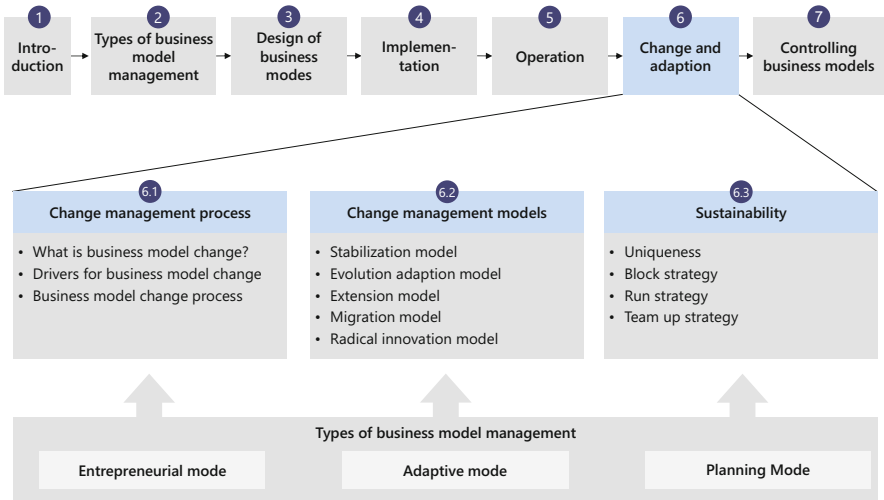 1
Intro-
duction
2
Types of business
model
management
3
Design of
business
modes
4
Implemen-
tation
5
Operation
6
Change and
adaption
7
Controlling
business models
6.1
Change management process
• What is business model change?
• Drivers for business model change
• Business model change process
6.2
Change management models
• Stabilization model
• Evolution adaption model
• Extension model
• Migration model
• Radical innovation model
6.3
Sustainability
• Uniqueness
• Block strategy
• Run strategy
• Team up strategy
Types of business model management
Entrepreneurial mode
Adaptive mode
Planning Mode